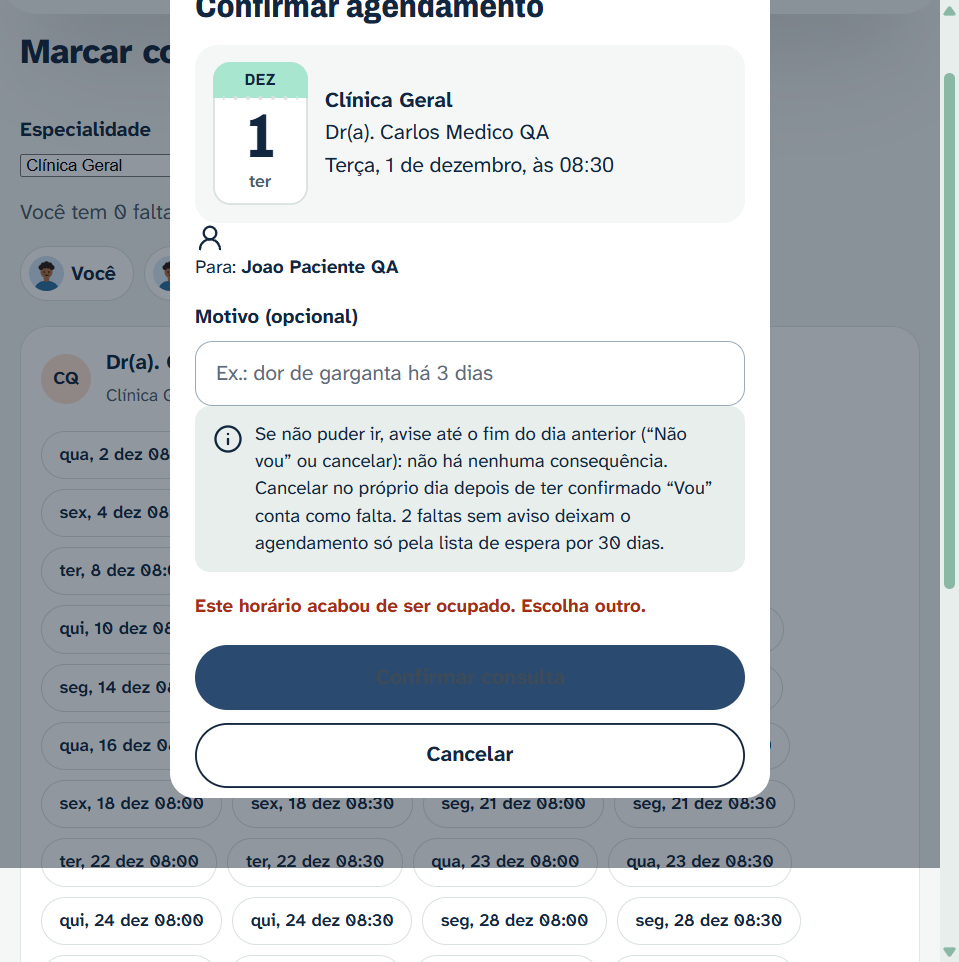 Confirmar agendamento
Marcar co
DEZ
1
ter
Clínica Geral
Dr(a). Carlos Medico QA
Terça, 1 de dezembro, às 08:30
Especialidade
Clínica Geral
Você tem 0 falta
Você
Para: Joao Paciente QA
Motivo (opcional)
Ex.: dor de garganta há 3 dias
CQ
Dr(a).
Clínica G
Se não puder ir, avise até o fim do dia anterior (“Não
vou” ou cancelar): não há nenhuma consequência.
Cancelar no próprio dia depois de ter confirmado “Vou”
conta como falta. 2 faltas sem aviso deixam o
agendamento só pela lista de espera por 30 dias.
Este horário acabou de ser ocupado. Escolha outro.
Confirmar consulta
Cancelar
qua, 2 dez 08
sex, 4 dez 08
ter, 8 dez 08:
qui, 10 dez 08
seg, 14 dez 0
qua, 16 dez 0
sex, 18 dez 08:00 sex, 18 dez 08:30 seg, 21 dez 08:00 seg, 21 dez 08:30
ter, 22 dez 08:00 ter, 22 dez 08:30 qua, 23 dez 08:00 qua, 23 dez 08:30
qui, 24 dez 08:00 qui, 24 dez 08:30 seg, 28 dez 08:00 seg, 28 dez 08:30